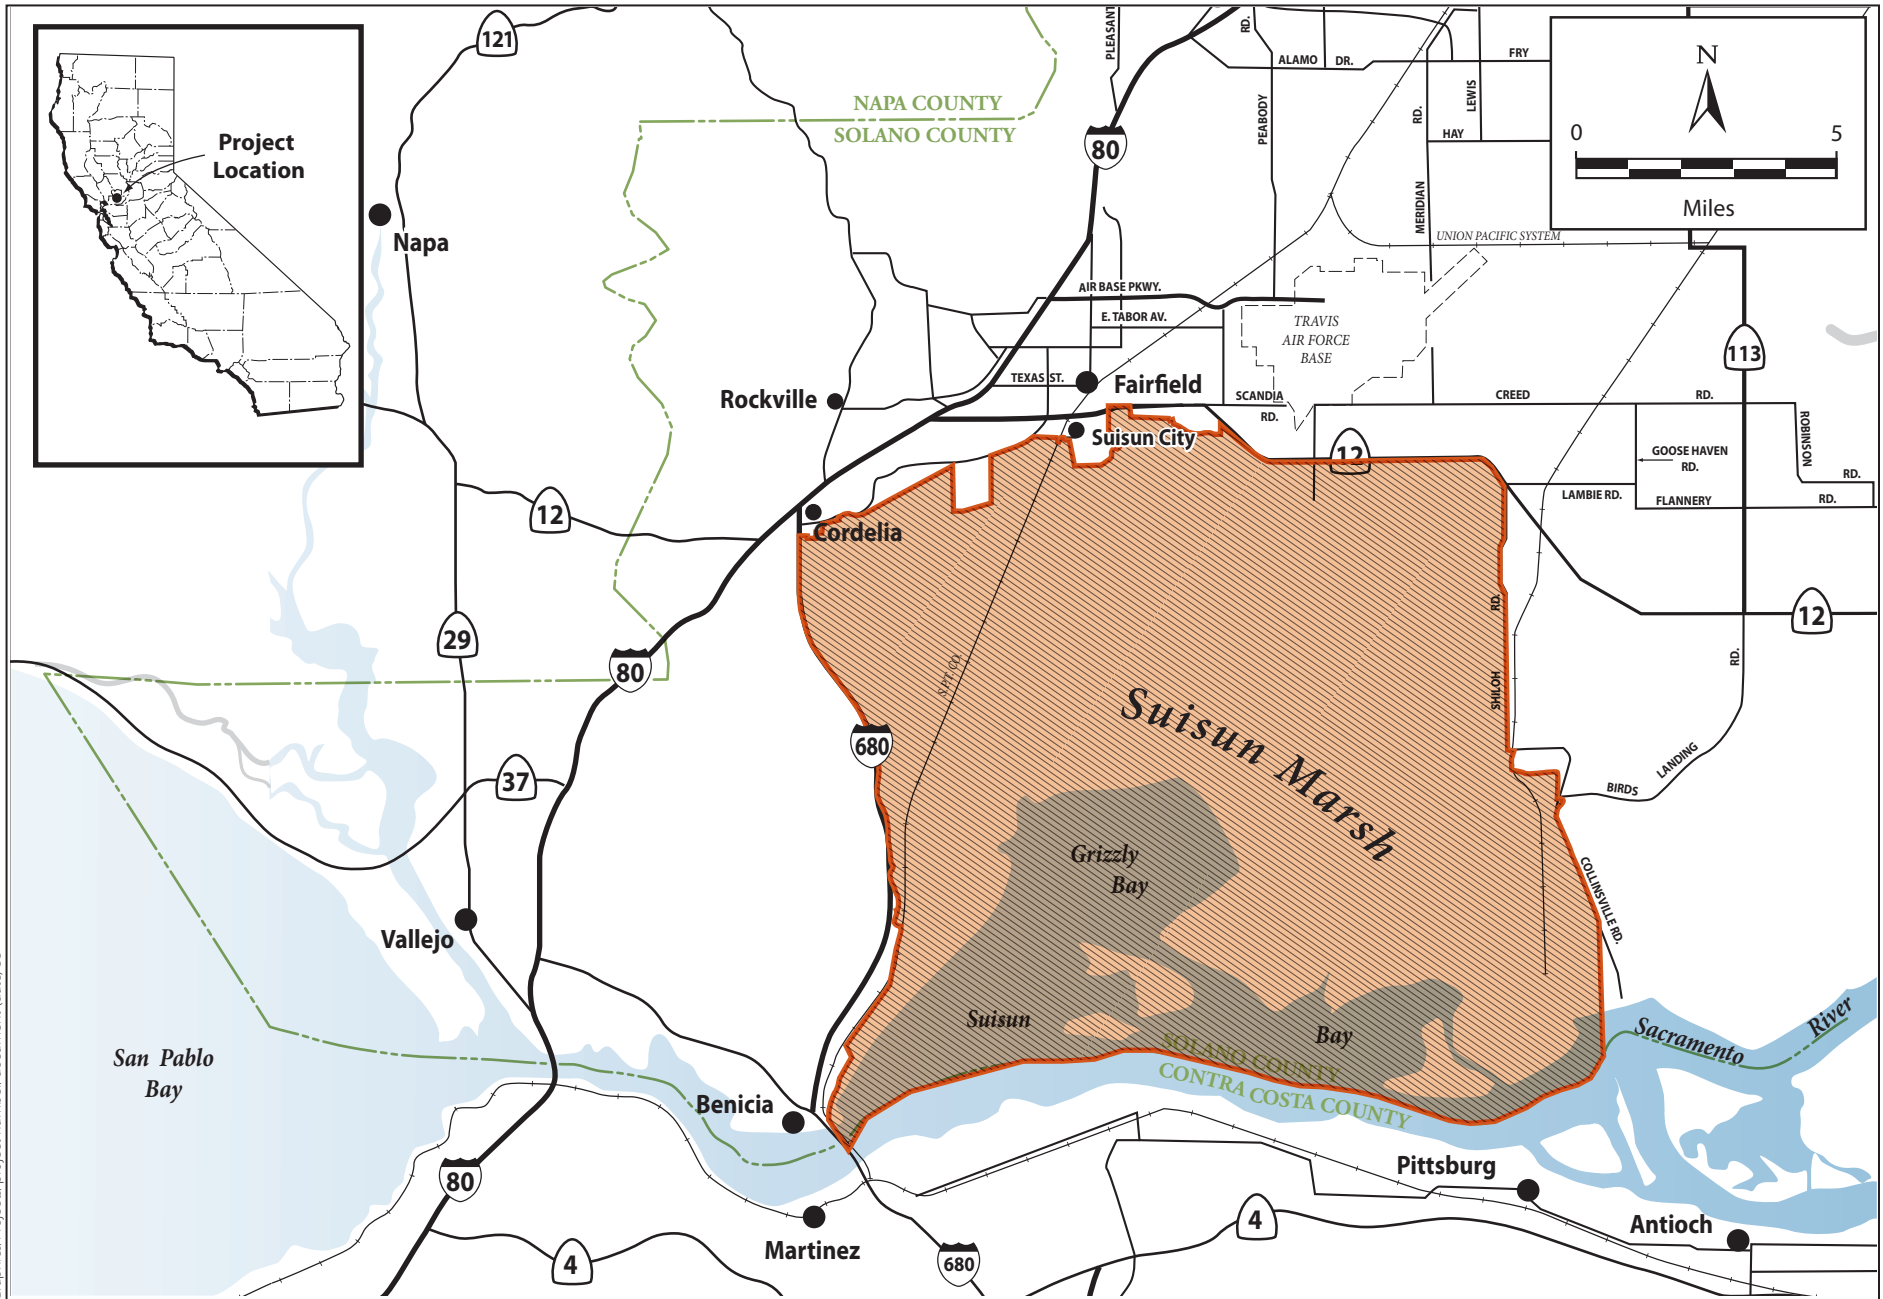 Project
Location
121
NAPA COUNTY
SOLANO COUNTY
PLEASANT
80
RD.
ALAMO DR.
FRY
PEABODY
LEWIS
RD.
HAY
MERIDIAN
N
0 5
Miles
UNION PACIFIC SYSTEM
Napa
AIR BASE PKWY.
E. TABOR AV.
TRAVIS
AIR FORCE
BASE
113
TEXAS ST.
Fairfield
Rockville
SCANDIA
RD.
CREED RD.
Suisun City
12
ROBINSON
GOOSE HAVEN
RD.
RD.
LAMBIE RD.
FLANNERY RD.
12
Cordelia
RD.
12
29
80
RD.
S.P.T. CO.
SHILOH
Suisun Marsh
680
37
LANDING
BIRDS
Grizzly
Bay
COLLINSVILLE RD.
Vallejo
Suisun Bay
Sacramento River
San Pablo
Bay
SOLANO COUNTY
CONTRA COSTA COUNTY
Benicia
80
Pittsburg
4
Antioch
Martinez
4
680